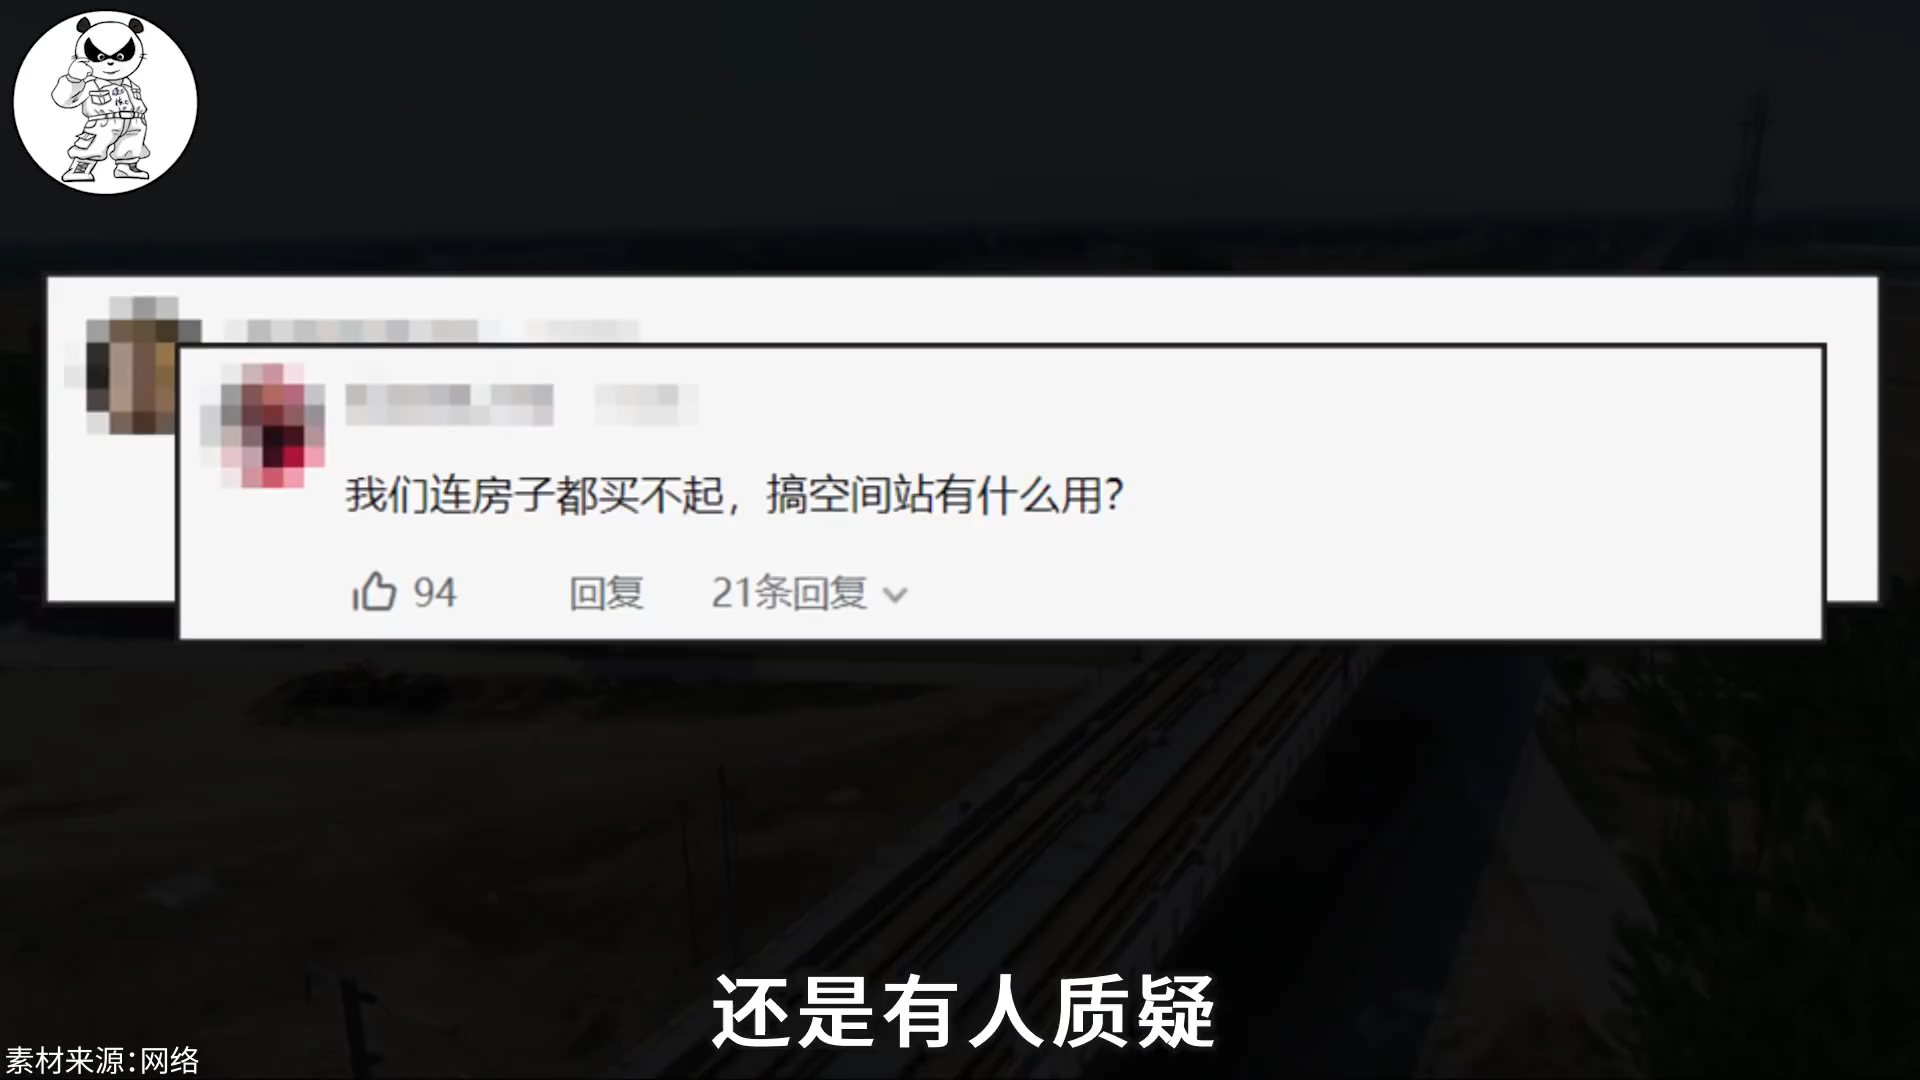 我们连房子都买不起，搞空间站有什么用？
94 回复 21条回复
还是有人质疑
素材来源：网络